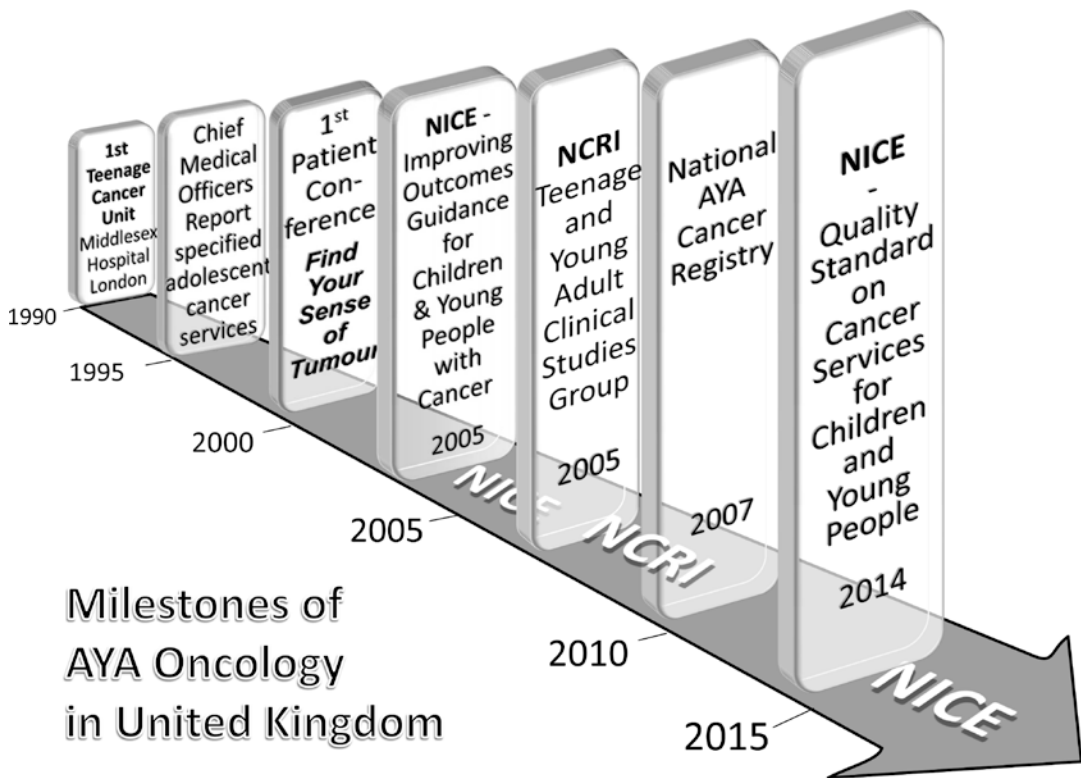 1st
Teenage
Cancer
Unit
Middlesex
Hospital
London
Chief
Medical
Officers
Report
specified
adolescent
cancer
services
1st
Patient
Con-
ference
Find
Your
Sense
of
Tumour
NICE -
Improving
Outcomes
Guidance
for
Children
& Young
People
with
Cancer
2005
NCRI
Teenage
and
Young
Adult
Clinical
Studies
Group
2005
National
AYA
Cancer
Registry
2007
NICE
-
Quality
Standard
on
Cancer
Services
for
Children
and
Young
People
2014
1990
1995
2000
2005
2010
2015
NICE
NCRI
NICE
Milestones of
AYA Oncology
in United Kingdom